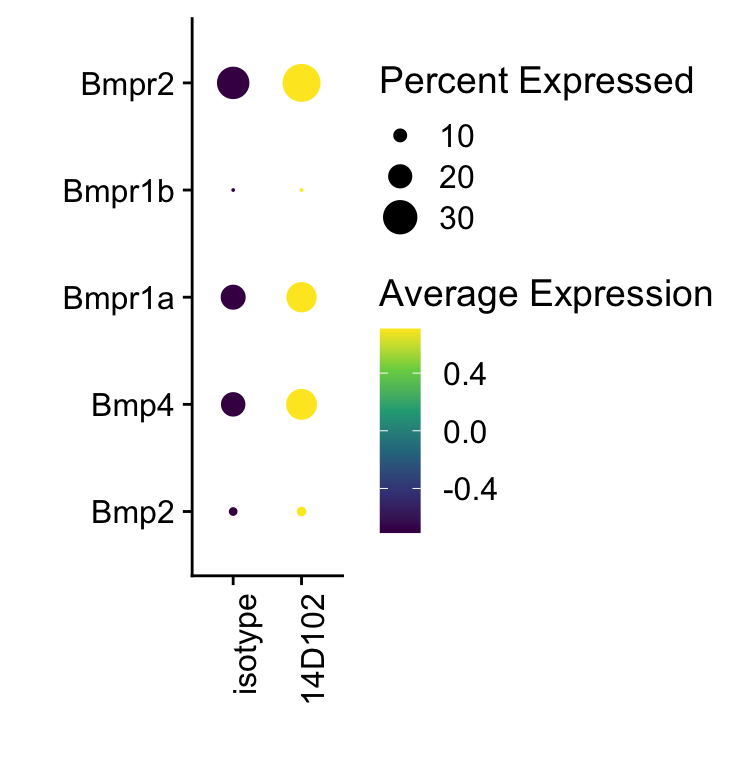 Bmpr2
Bmpr1b
Bmpr1a
Bmp4
Bmp2
isotype
14D102
Percent Expressed
10
20
30
Average Expression
0.4
0.0
-0.4